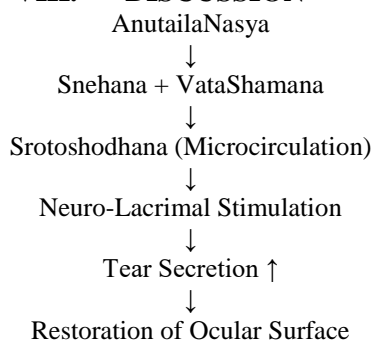 VIII. DISCUSSION
AnutailaNasya
↓
Snehana + VataShamana
↓
Srotoshodhana (Microcirculation)
↓
Neuro-Lacrimal Stimulation
↓
Tear Secretion ↑
↓
Restoration of Ocular Surface